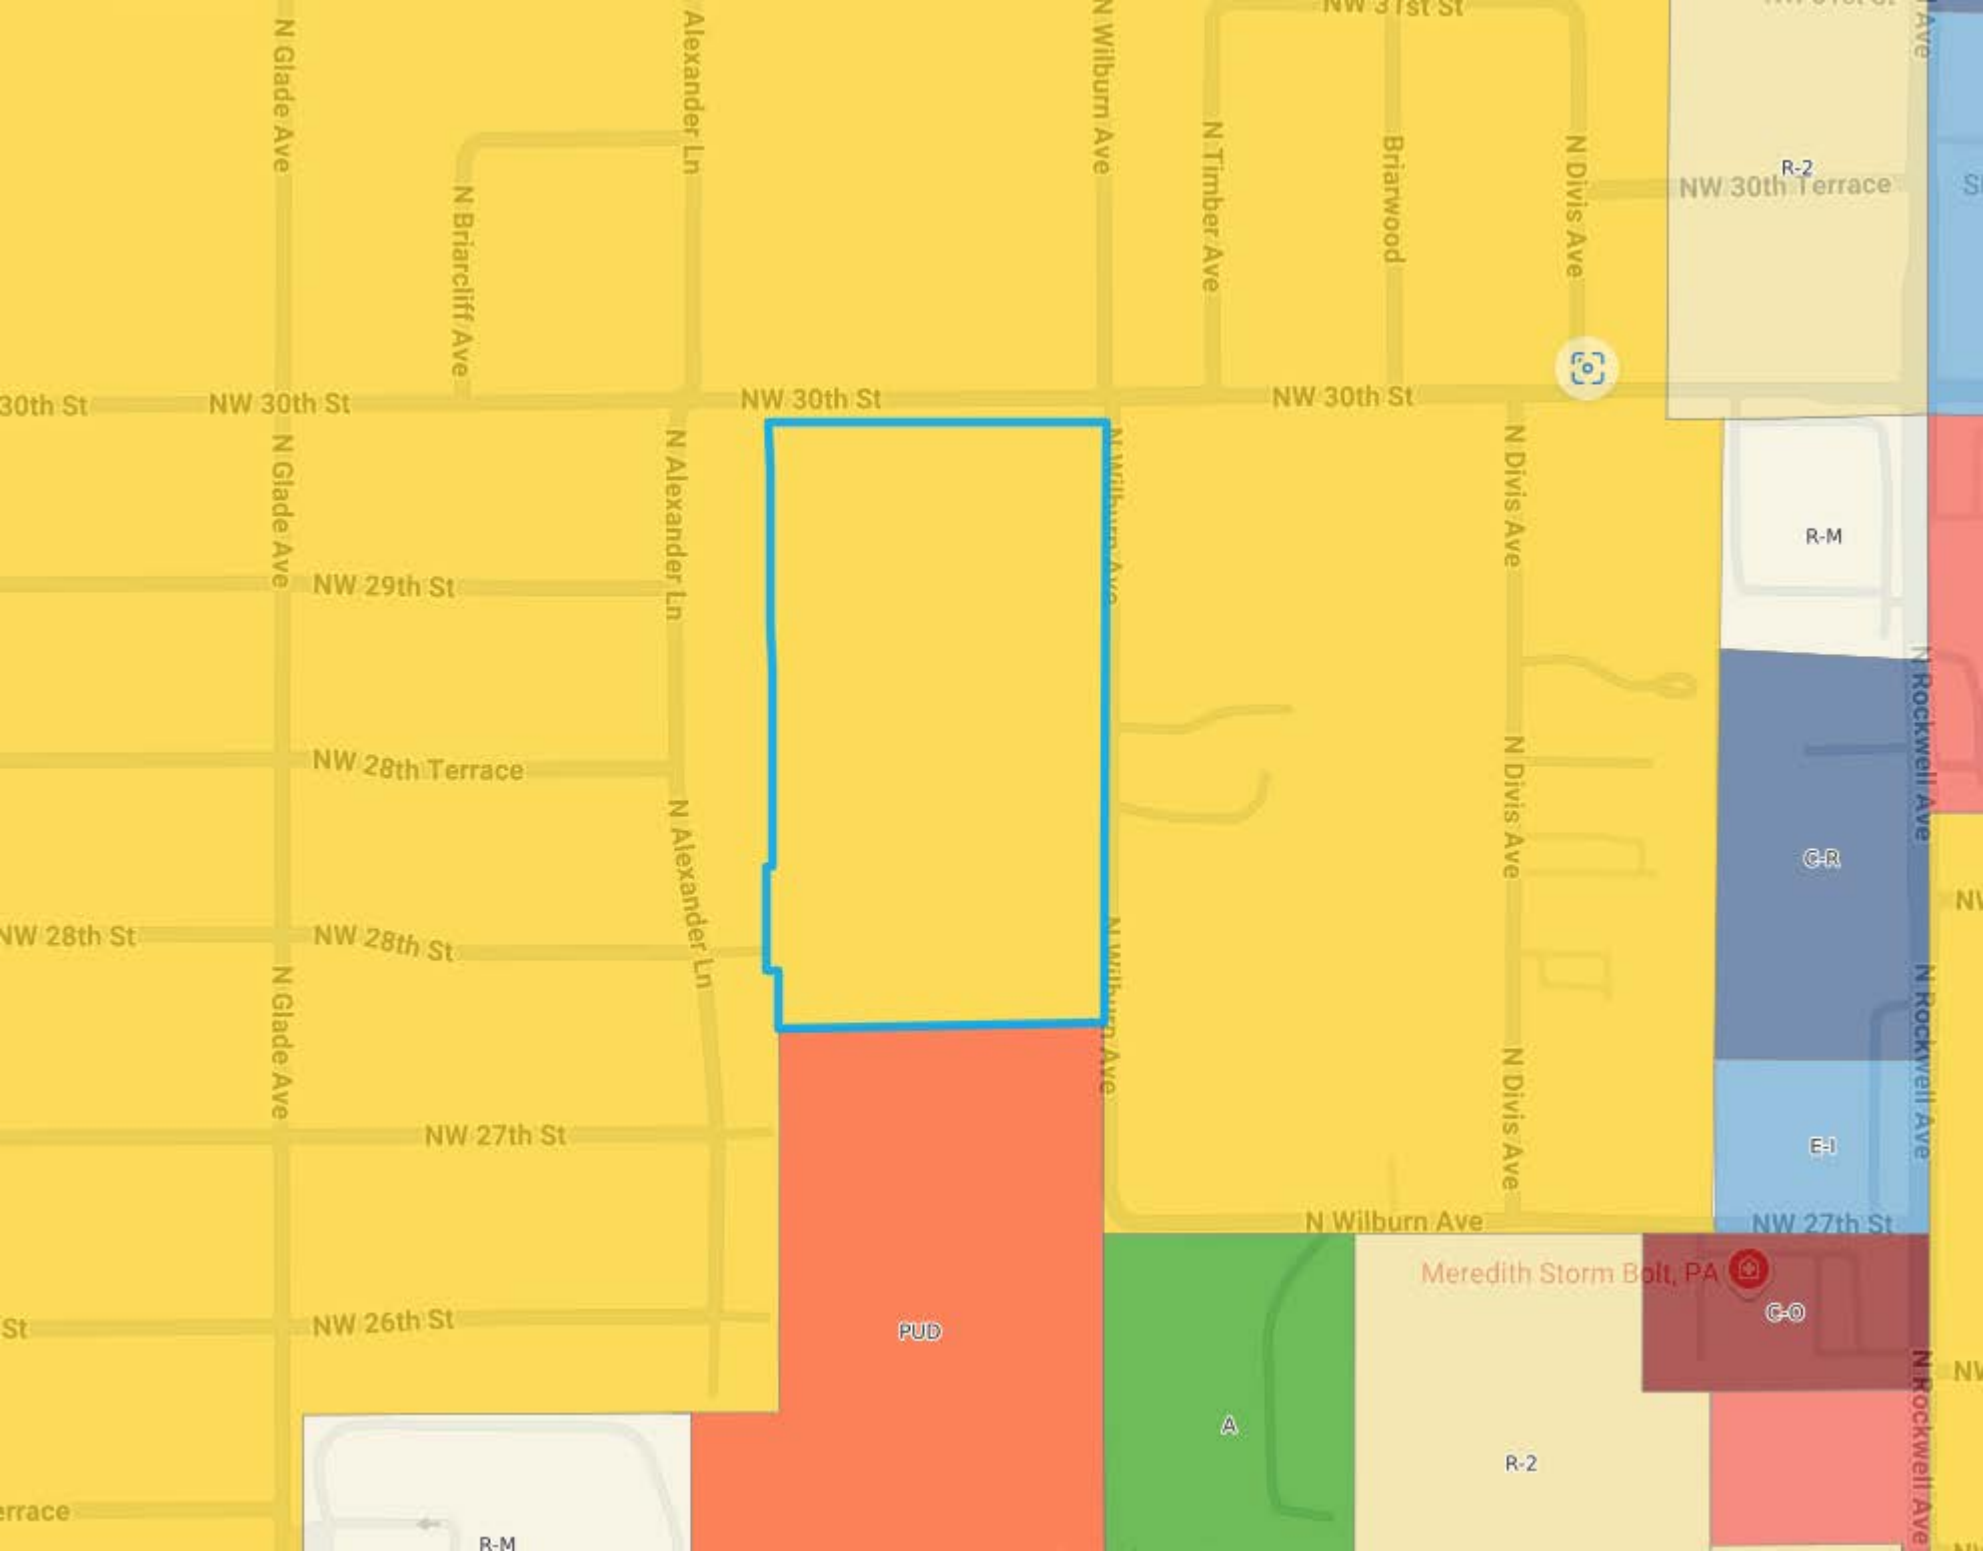 NW 31st St
N Glade Ave
Alexander Ln
N Wilburn Ave
Ave
N Timber Ave
Briarwood
N Divis Ave
R-2
NW 30th Terrace
N Briarcliff Ave
30th St
NW 30th St
NW 30th St
NW 30th St
N Glade Ave
N Alexander Ln
N Wilburn Ave
N Divis Ave
R-M
NW 29th St
N Rockwell Ave
NW 28th Terrace
N Divis Ave
N Alexander Ln
C-R
NW 28th St
NW 28th St
N Wilburn Ave
N Glade Ave
N Rockwell Ave
N Divis Ave
NW 27th St
E-I
N Wilburn Ave
NW 27th St
Meredith Storm Bolt, PA
C-O
St
NW 26th St
PUD
N Rockwell Ave
A
R-2
errace
R-M